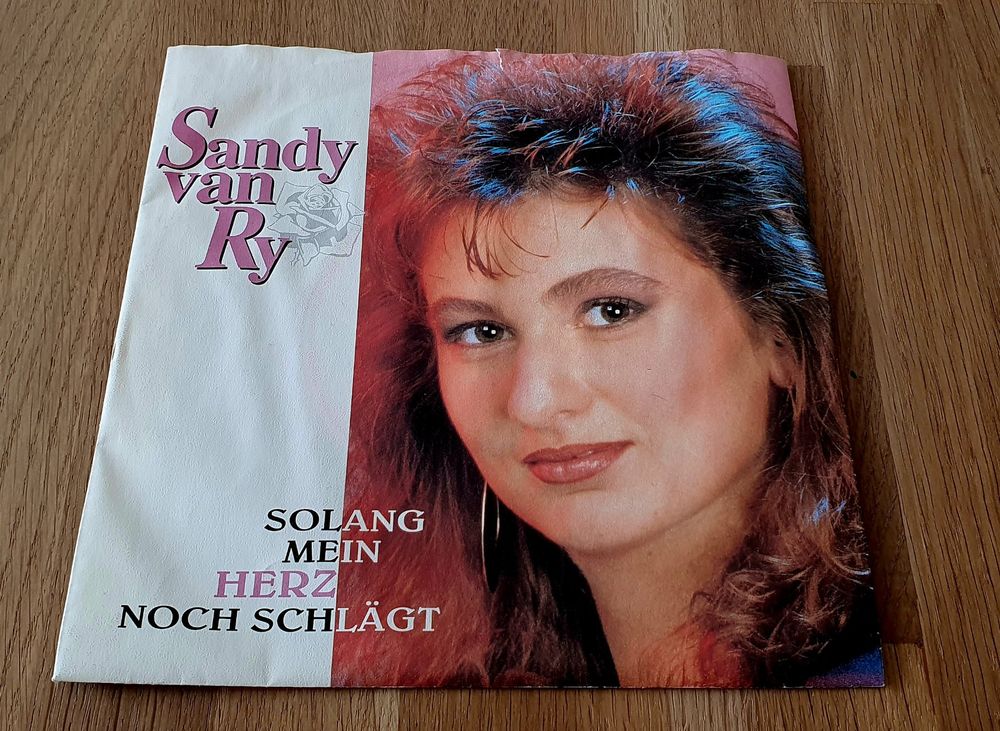 Sandy
van
Ry
SOLANG
MEIN
HERZ
NOCH SCHLÄGT